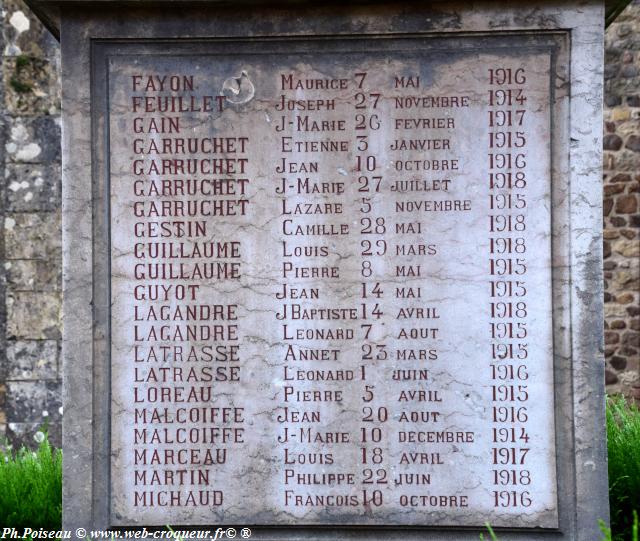 FAYON MAURICE 7 MAI 1916
FEUILLET JOSEPH 27 NOVEMBRE 1914
GAIN J-MARIE 26 FÉVRIER 1917
GARRUCHET ETIENNE 3 JANVIER 1915
GARRUCHET JEAN 10 OCTOBRE 1916
GARRUCHET J-MARIE 27 JUILLET 1918
GARRUCHET LAZARE 5 NOVEMBRE 1915
GESTIN CAMILLE 28 MAI 1918
GUILLAUME LOUIS 29 MARS 1918
GUILLAUME PIERRE 8 MAI 1915
GUYOT JEAN 14 MAI 1915
LAGANDRE J BAPTISTE 14 AVRIL 1918
LAGANDRE LEONARD 7 AOUT 1915
LATRASSE ANNET 23 MARS 1915
LATRASSE LEONARD 1 JUIN 1916
LOREAU PIERRE 5 AVRIL 1915
MALCOIFFE JEAN 20 AOUT 1916
MALCOIFFE J-MARIE 10 DÉCEMBRE 1914
MARCEAU LOUIS 18 AVRIL 1917
MARTIN PHILIPPE 22 JUIN 1918
MICHAUD FRANCOIS 10 OCTOBRE 1916
Ph.Poiseau©www.web-croqueur.fr©®